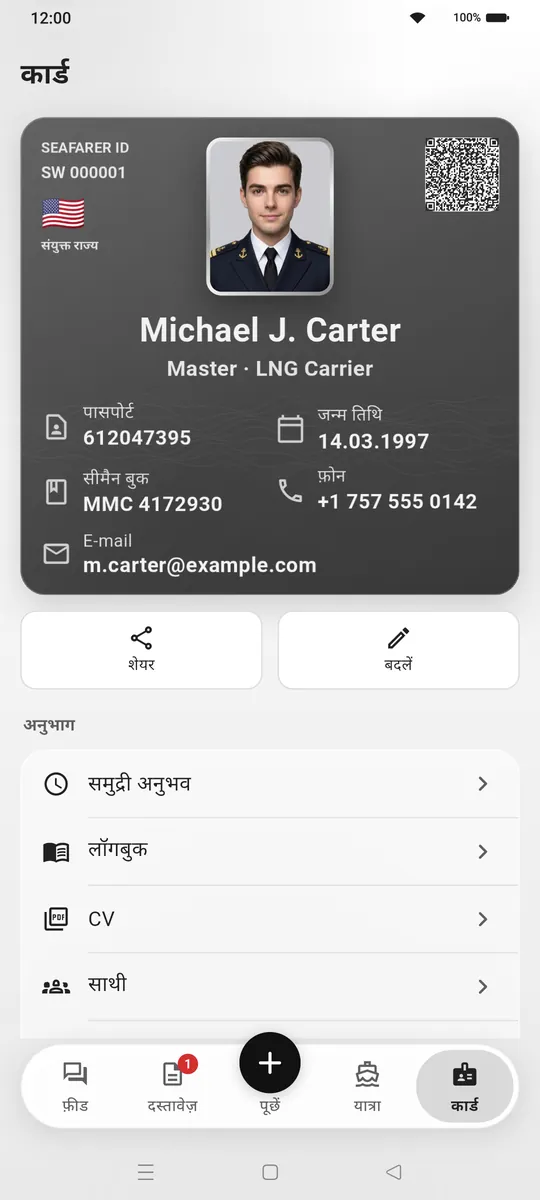 12:00
100%
कार्ड
SEAFARER ID
SW 000001
संयुक्त राज्य
Michael J. Carter
Master · LNG Carrier
पासपोर्ट
612047395
जन्म तिथि
14.03.1997
सीमैन बुक
MMC 4172930
फ़ोन
+1 757 555 0142
E-mail
m.carter@example.com
शेयर
बदलें
अनुभाग
समुद्री अनुभव
लॉगबुक
PDF
CV
साथी
1
फ़ीड
दस्तावेज़
पूछें
यात्रा
कार्ड